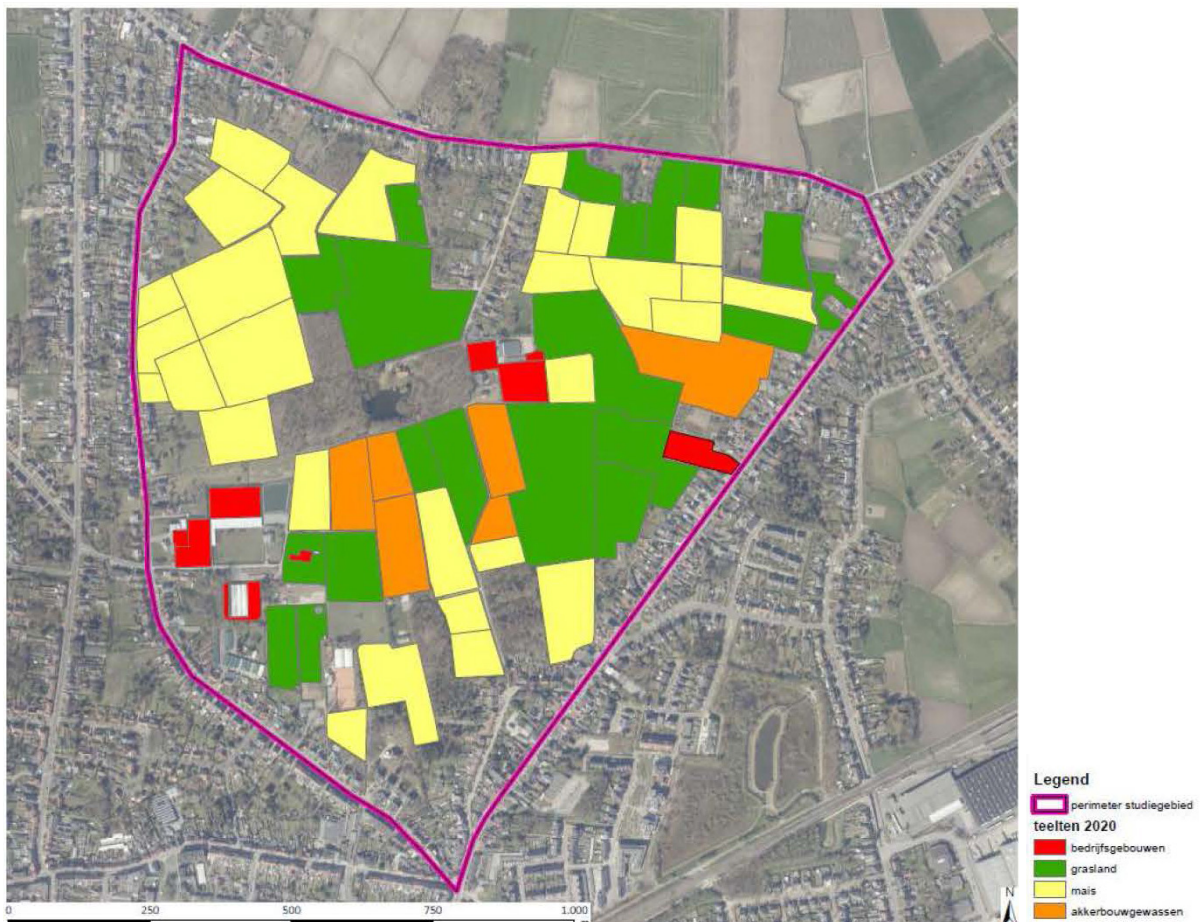 Legend
perimeter studiegebied
teelten 2020
bedrijfsgebouwen
grasland
mais
akkerbouwgewassen
N
0 250 500 750 1.000